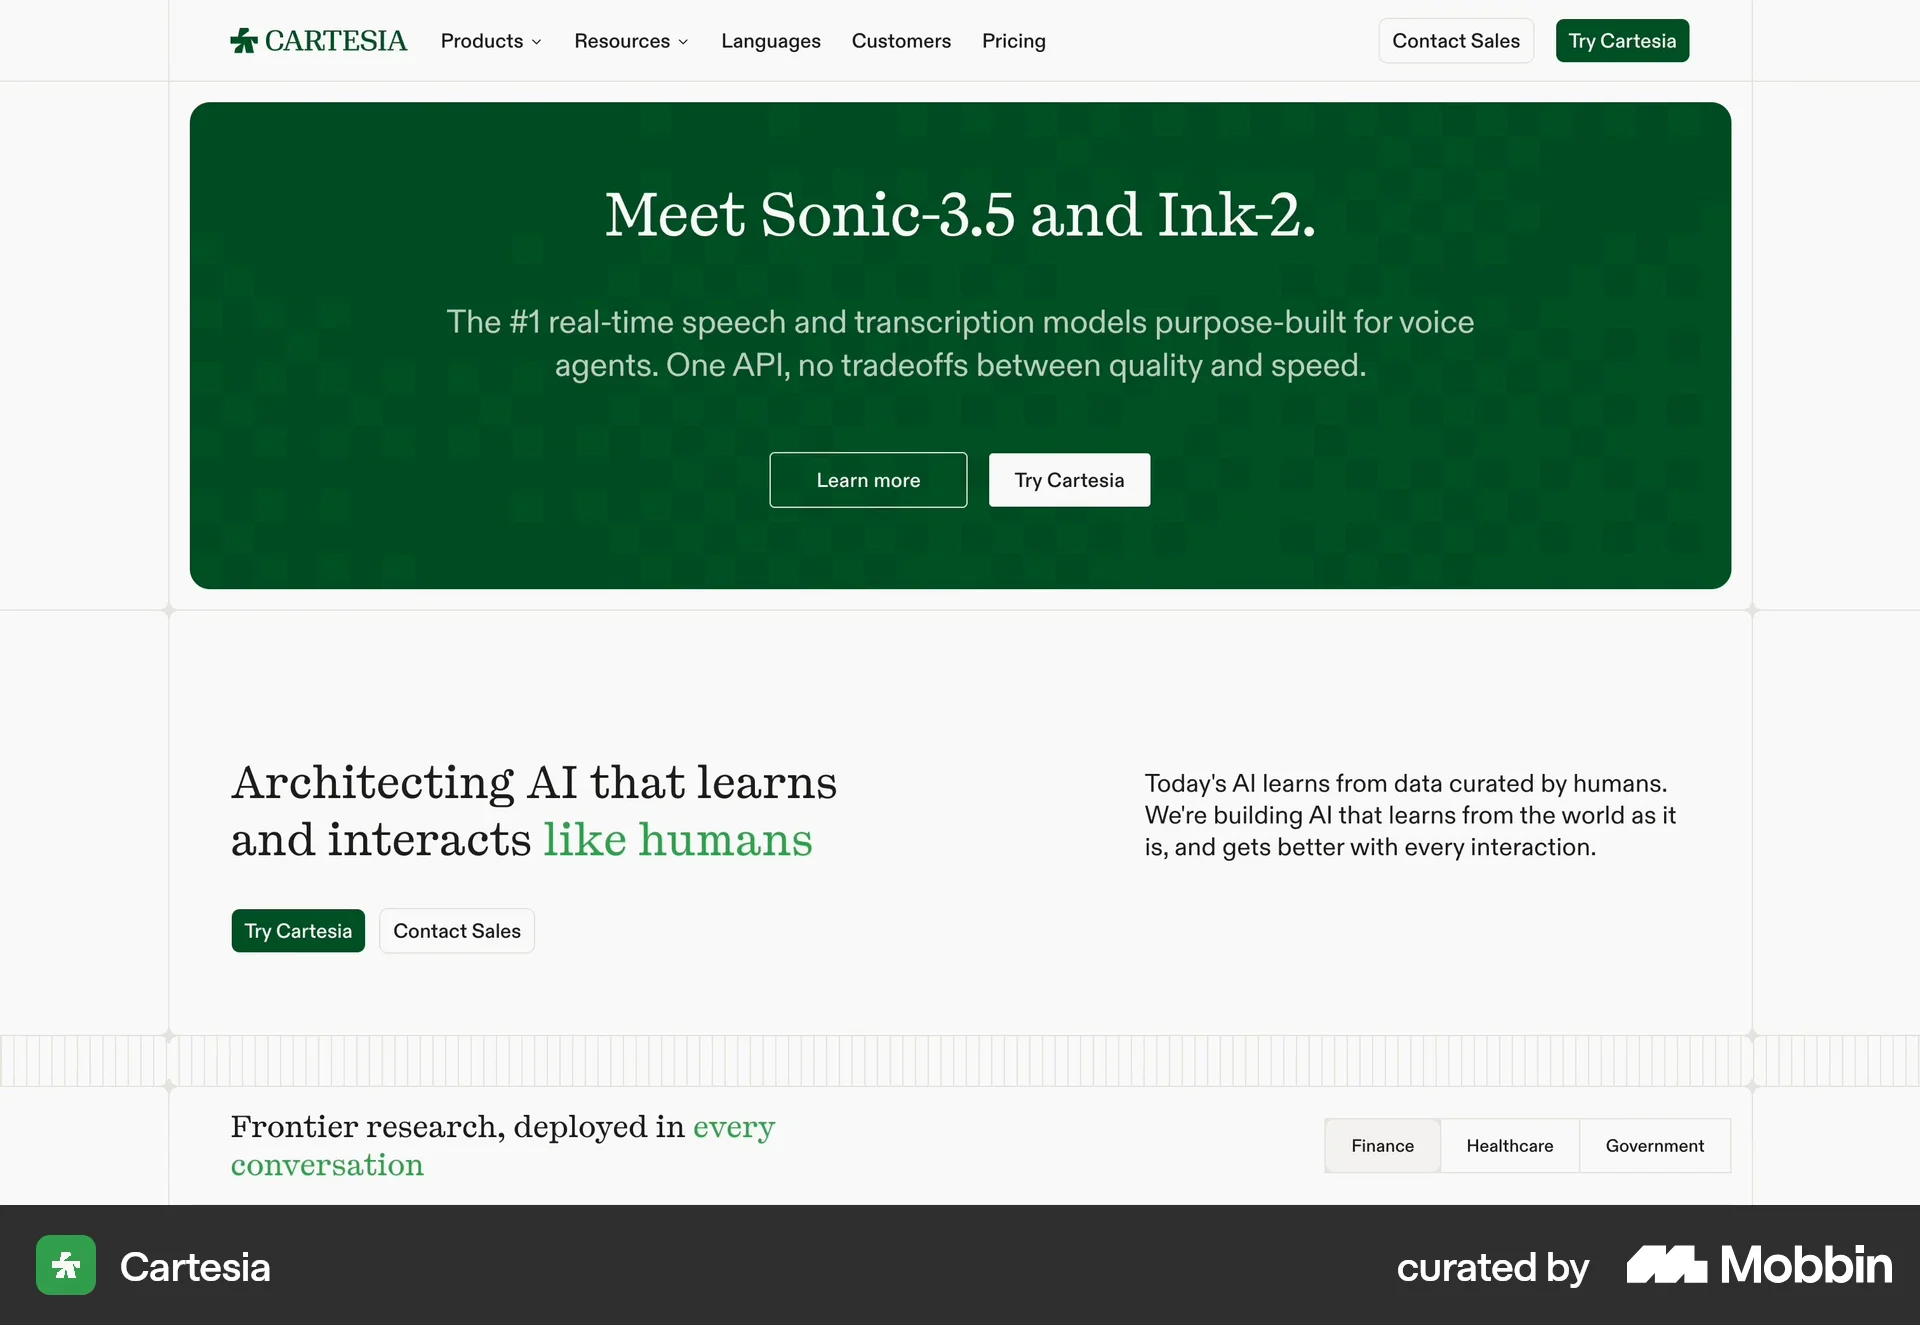 CARTESIA Products Resources Languages Customers Pricing Contact Sales Try Cartesia
Meet Sonic-3.5 and Ink-2.
The #1 real-time speech and transcription models purpose-built for voice
agents. One API, no tradeoffs between quality and speed.
Learn more Try Cartesia
Architecting AI that learns
and interacts like humans
Today's AI learns from data curated by humans.
We're building AI that learns from the world as it
is, and gets better with every interaction.
Try Cartesia Contact Sales
Frontier research, deployed in every
conversation
Finance Healthcare Government
Cartesia
curated by Mobbin